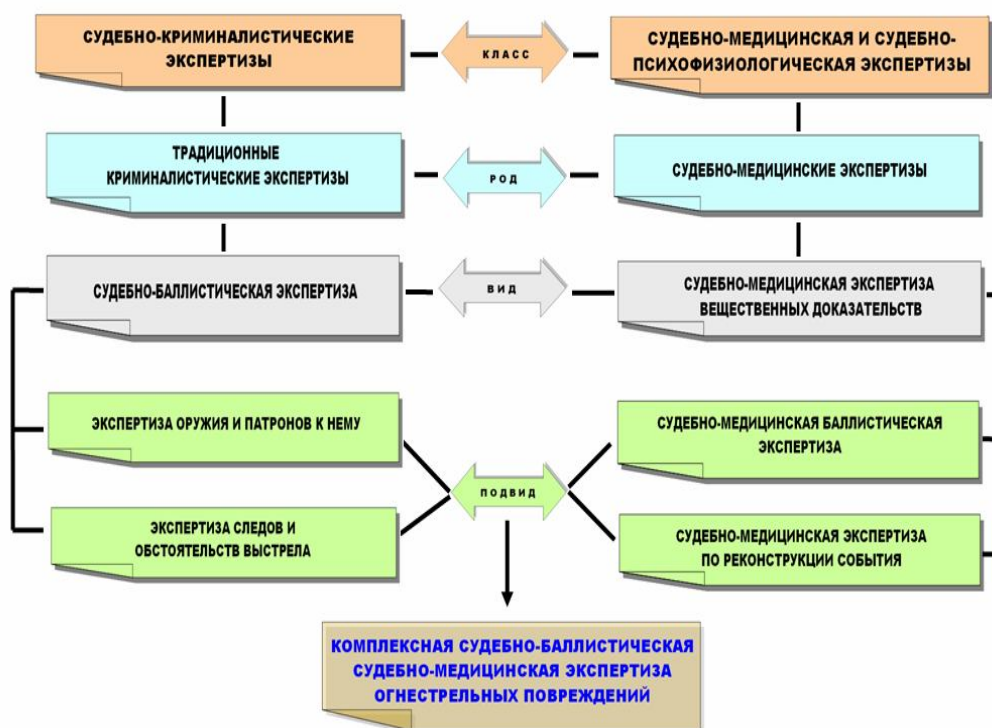 СУДЕБНО-КРИМИНАЛИСТИЧЕСКИЕ
ЭКСПЕРТИЗЫ
КЛАСС
СУДЕБНО-МЕДИЦИНСКАЯ И СУДЕБНО-
ПСИХОФИЗИОЛОГИЧЕСКАЯ ЭКСПЕРТИЗЫ
ТРАДИЦИОННЫЕ
КРИМИНАЛИСТИЧЕСКИЕ ЭКСПЕРТИЗЫ
РОД
СУДЕБНО-МЕДИЦИНСКИЕ ЭКСПЕРТИЗЫ
СУДЕБНО-БАЛЛИСТИЧЕСКАЯ ЭКСПЕРТИЗА
ВИД
СУДЕБНО-МЕДИЦИНСКАЯ ЭКСПЕРТИЗА
ВЕЩЕСТВЕННЫХ ДОКАЗАТЕЛЬСТВ
ЭКСПЕРТИЗА ОРУЖИЯ И ПАТРОНОВ К НЕМУ
СУДЕБНО-МЕДИЦИНСКАЯ БАЛЛИСТИЧЕСКАЯ
ЭКСПЕРТИЗА
ПОДВИД
ЭКСПЕРТИЗА СЛЕДОВ И
ОБСТОЯТЕЛЬСТВ ВЫСТРЕЛА
СУДЕБНО-МЕДИЦИНСКАЯ ЭКСПЕРТИЗА
ПО РЕКОНСТРУКЦИИ СОБЫТИЯ
КОМПЛЕКСНАЯ СУДЕБНО-БАЛЛИСТИЧЕСКАЯ
СУДЕБНО-МЕДИЦИНСКАЯ ЭКСПЕРТИЗА
ОГНЕСТРЕЛЬНЫХ ПОВРЕЖДЕНИЙ